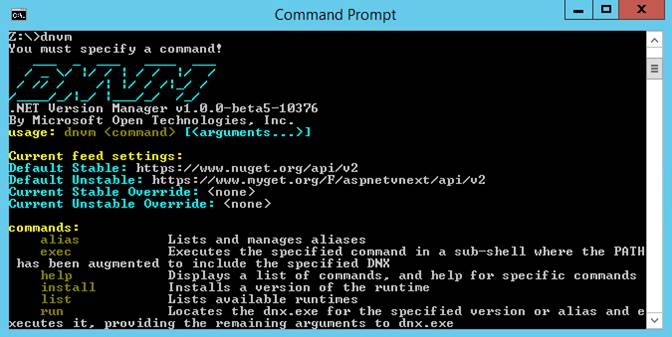 Command Prompt
Z:\>dnvm
You must specify a command!
DNVM
.NET Version Manager v1.0.0-beta5-10376
By Microsoft Open Technologies, Inc.
usage: dnvm <command> [<arguments...>]
Current feed settings:
Default Stable: https://www.nuget.org/api/v2
Default Unstable: https://www.myget.org/F/aspnetvnext/api/v2
Current Stable Override: <none>
Current Unstable Override: <none>
commands:
alias Lists and manages aliases
exec Executes the specified command in a sub-shell where the PATH
has been augmented to include the specified DNX
help Displays a list of commands, and help for specific commands
install Installs a version of the runtime
list Lists available runtimes
run Locates the dnx.exe for the specified version or alias and e
xecutes it, providing the remaining arguments to dnx.exe